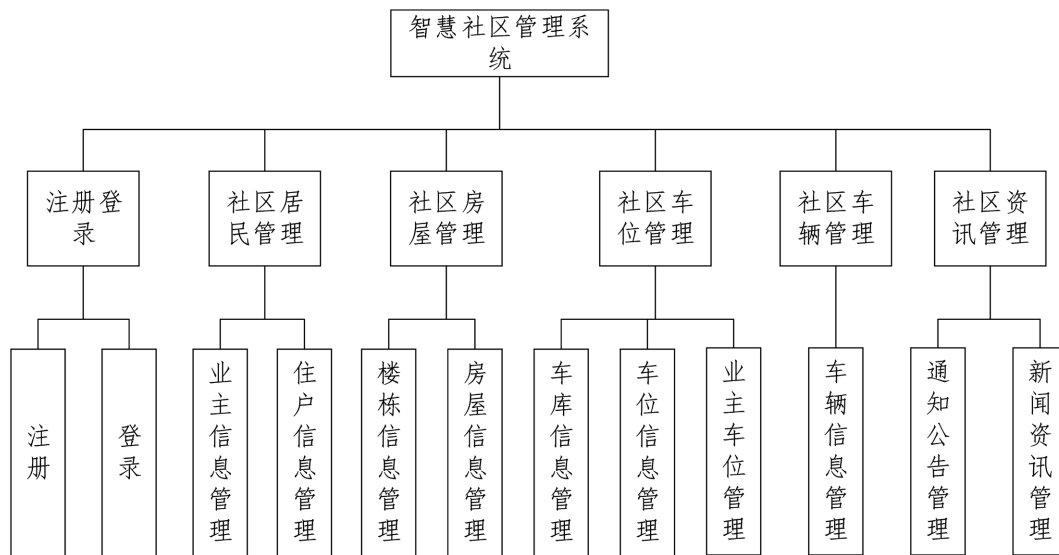 智慧社区管理系
统
注册登
录
社区居
民管理
社区房
屋管理
社区车
位管理
社区车
辆管理
社区资
讯管理
注册
登录
业主信息管理
住户信息管理
楼栋信息管理
房屋信息管理
车库信息管理
车位信息管理
业主车位管理
车辆信息管理
通知公告管理
新闻资讯管理